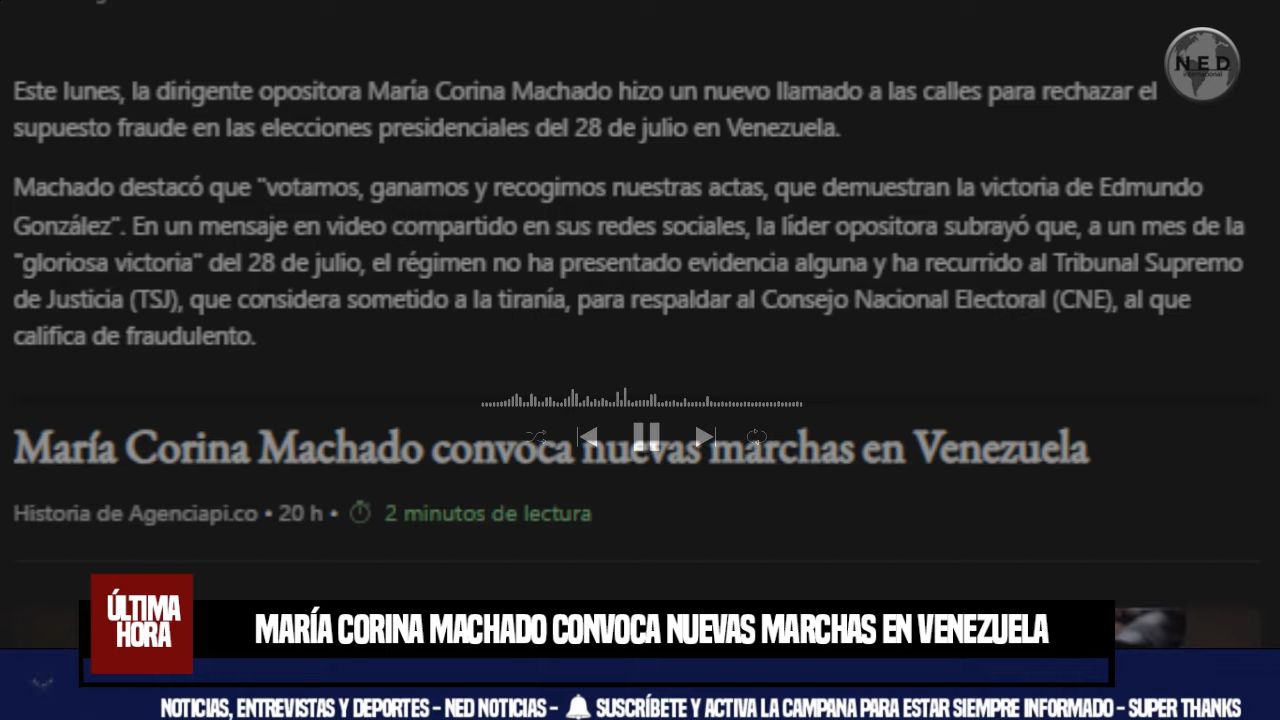 NED
international
Este lunes, la dirigente opositora María Corina Machado hizo un nuevo llamado a las calles para rechazar el
supuesto fraude en las elecciones presidenciales del 28 de julio en Venezuela.
Machado destacó que "votamos, ganamos y recogimos nuestras actas, que demuestran la victoria de Edmundo
González". En un mensaje en video compartido en sus redes sociales, la líder opositora subrayó que, a un mes de la
"gloriosa victoria" del 28 de julio, el régimen no ha presentado evidencia alguna y ha recurrido al Tribunal Supremo
de Justicia (TSJ), que considera sometido a la tiranía, para respaldar al Consejo Nacional Electoral (CNE), al que
califica de fraudulento.
María Corina Machado convoca nuevas marchas en Venezuela
Historia de Agenciapi.co • 20 h • 2 minutos de lectura
ÚLTIMA
HORA
MARÍA CORINA MACHADO CONVOCA NUEVAS MARCHAS EN VENEZUELA
NOTICIAS, ENTREVISTAS Y DEPORTES - NED NOTICIAS - SUSCRÍBETE Y ACTIVA LA CAMPANA PARA ESTAR SIEMPRE INFORMADO - SUPER THANKS